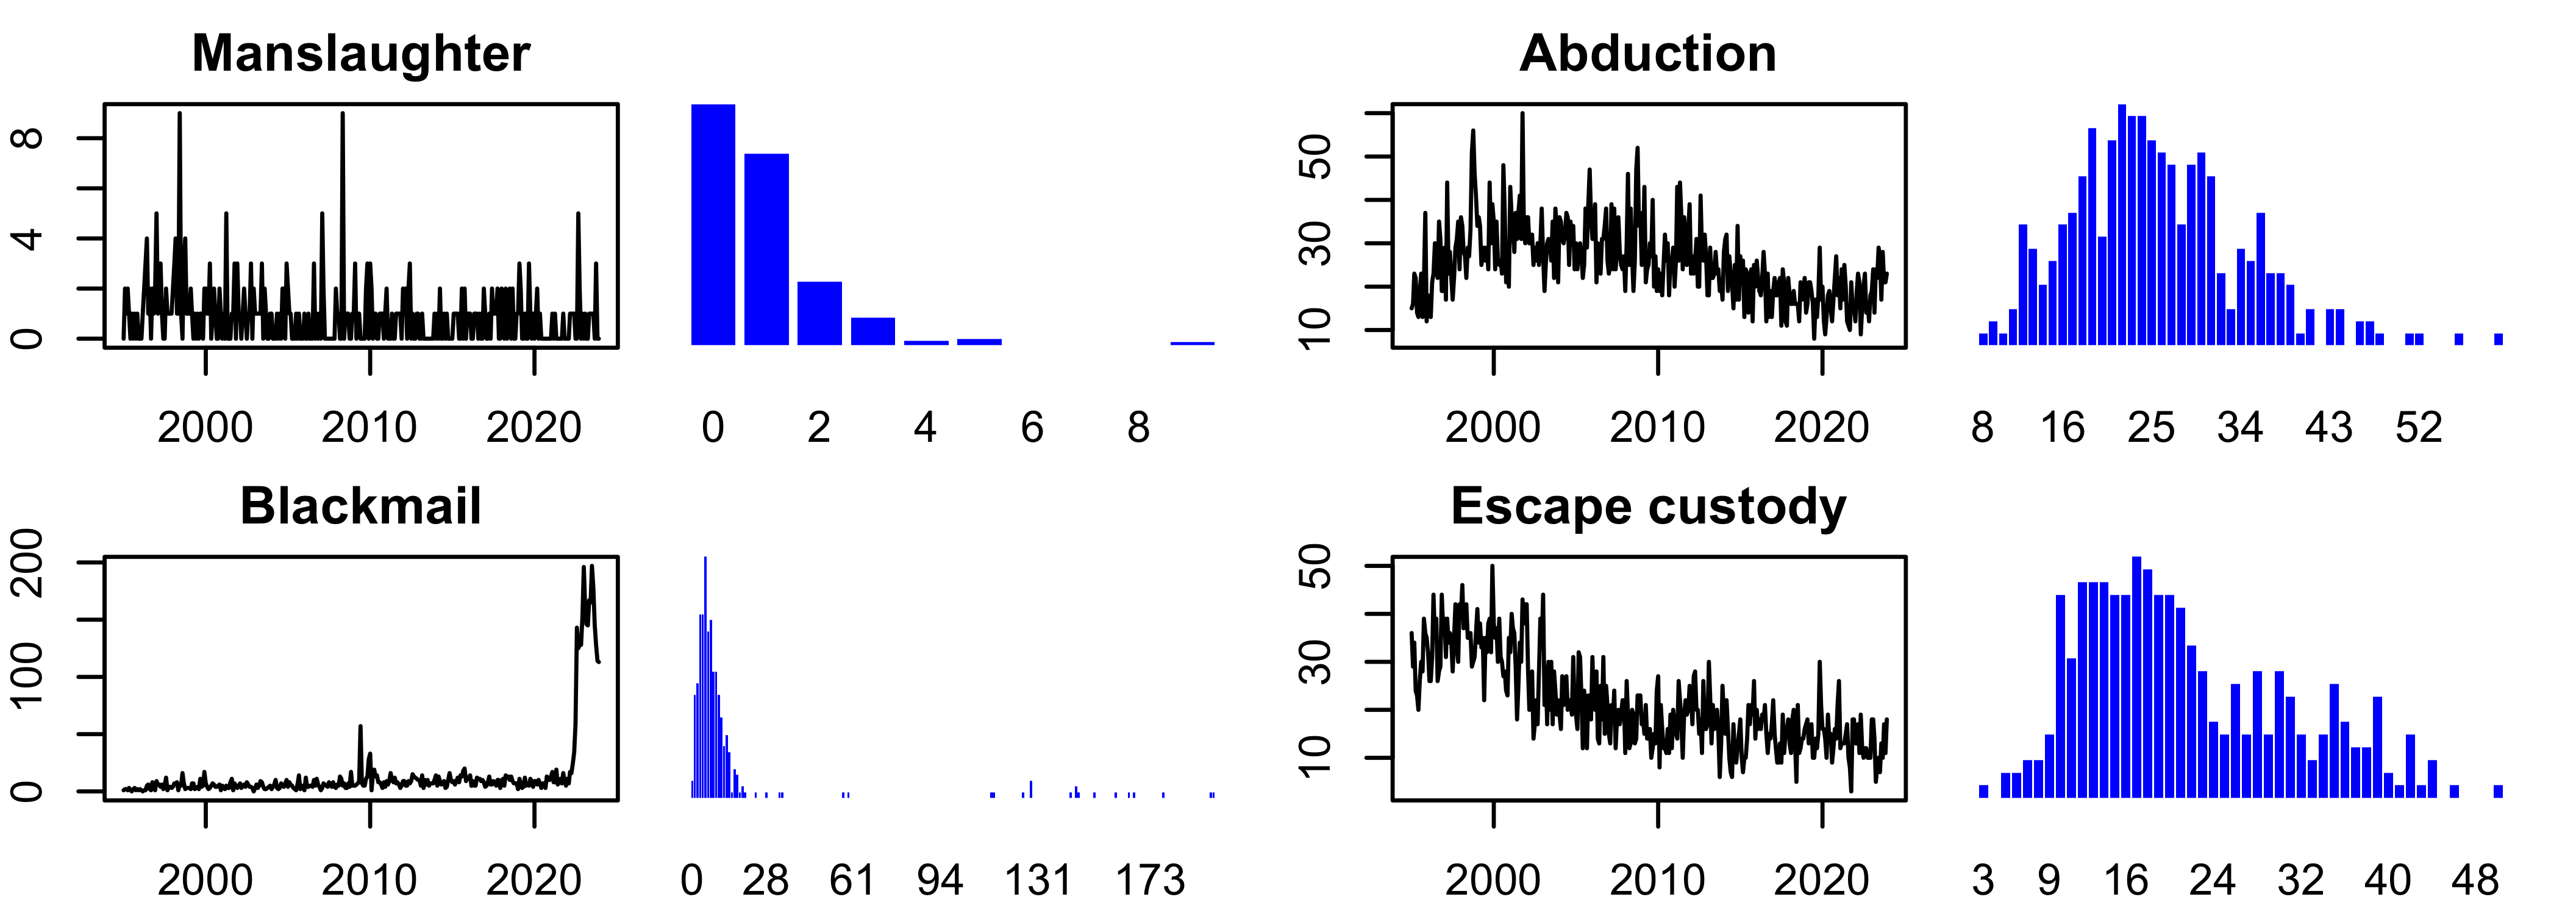 Manslaughter
0 4 8
2000 2010 2020
0 2 4 6 8
Abduction
10 30 50
2000 2010 2020
8 16 25 34 43 52
Blackmail
0 100 200
2000 2010 2020
0 28 61 94 131 173
Escape custody
10 30 50
2000 2010 2020
3 9 16 24 32 40 48